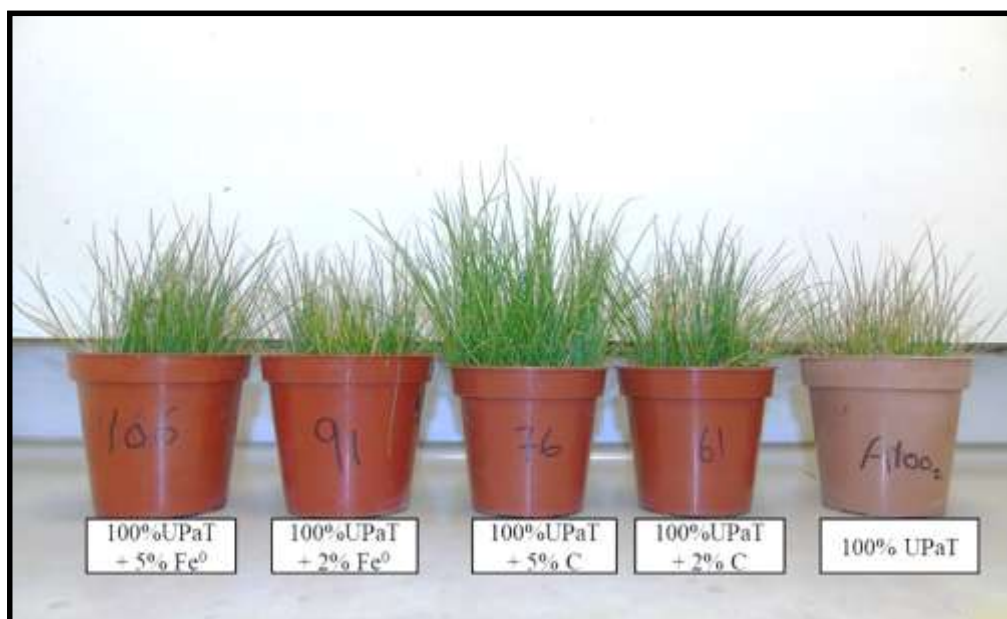 106
91
76
61
A100₂
100%UPaT
+ 5% Fe⁰
100%UPaT
+ 2% Fe⁰
100%UPaT
+ 5% C
100%UPaT
+ 2% C
100% UPaT